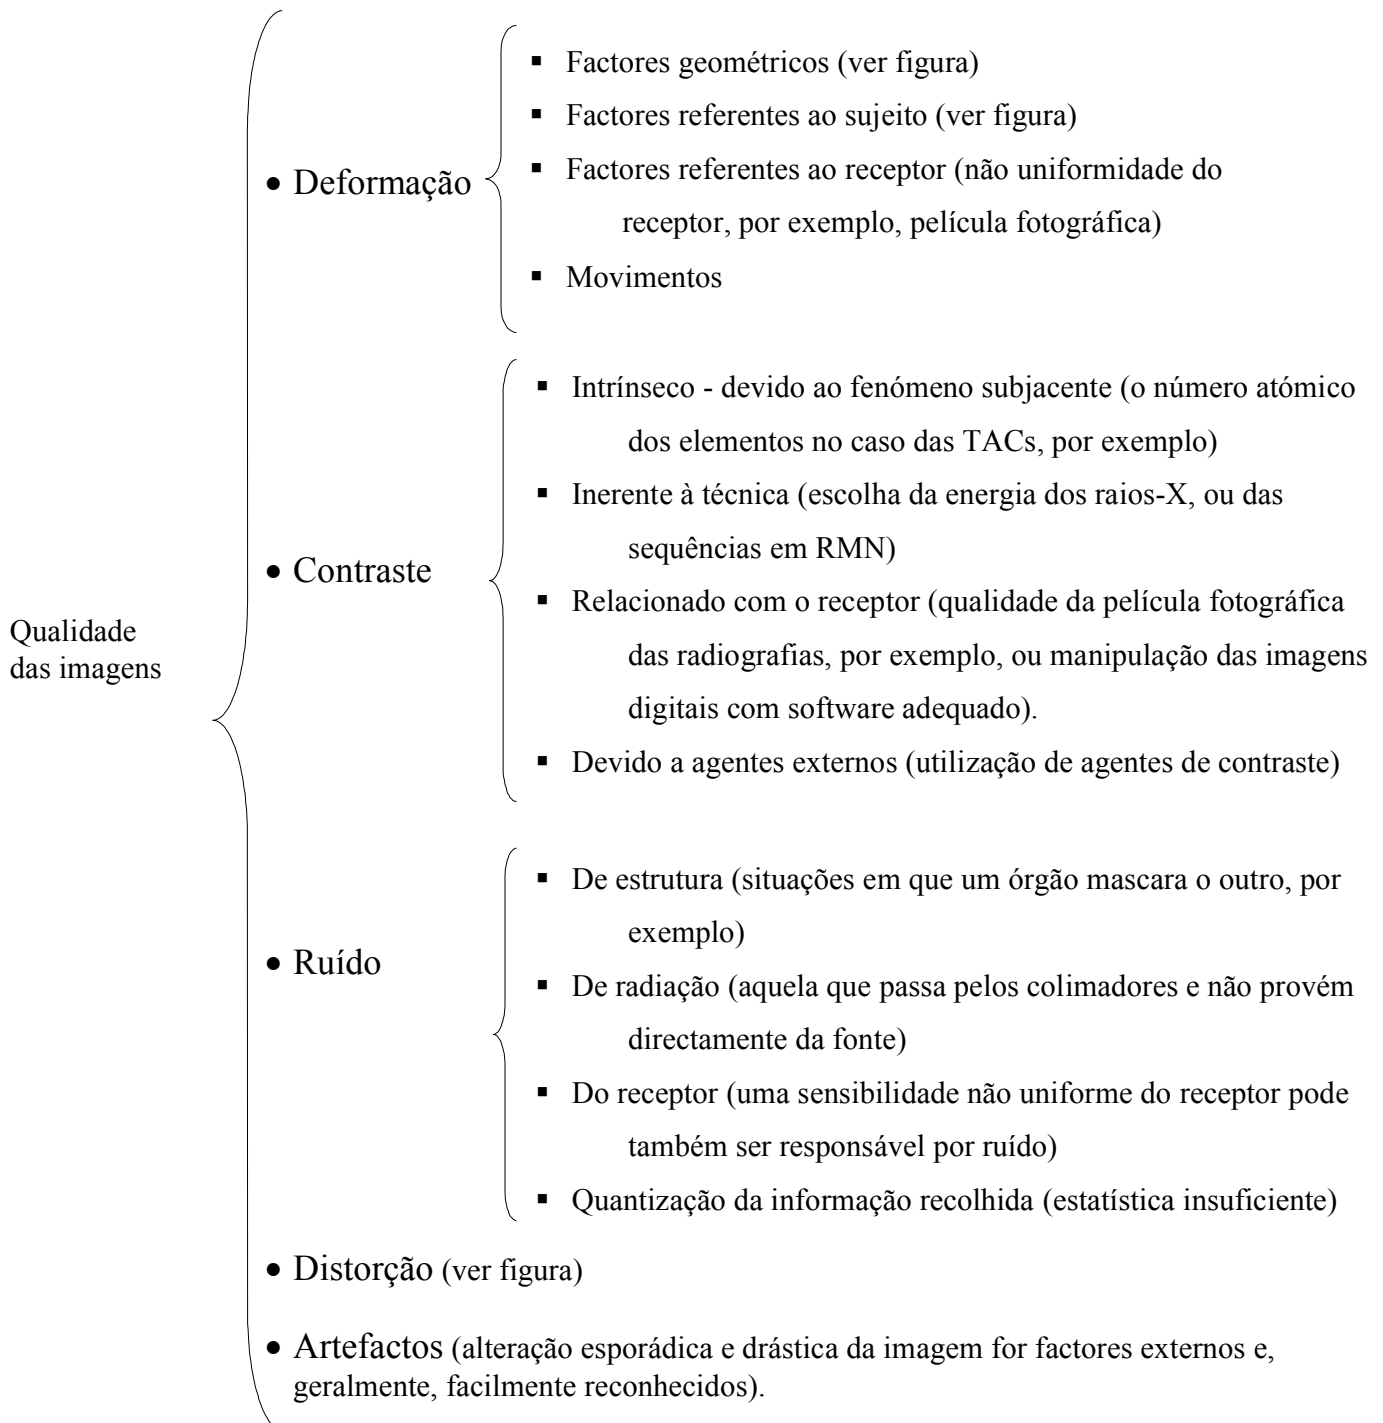 ▪ Factores geométricos (ver figura)
▪ Factores referentes ao sujeito (ver figura)
• Deformação
▪ Factores referentes ao receptor (não uniformidade do
receptor, por exemplo, película fotográfica)
▪ Movimentos
▪ Intrínseco - devido ao fenómeno subjacente (o número atómico
dos elementos no caso das TACs, por exemplo)
▪ Inerente à técnica (escolha da energia dos raios-X, ou das
sequências em RMN)
• Contraste
▪ Relacionado com o receptor (qualidade da película fotográfica
das radiografias, por exemplo, ou manipulação das imagens
digitais com software adequado).
Qualidade
das imagens
▪ Devido a agentes externos (utilização de agentes de contraste)
▪ De estrutura (situações em que um órgão mascara o outro, por
exemplo)
• Ruído
▪ De radiação (aquela que passa pelos colimadores e não provém
directamente da fonte)
▪ Do receptor (uma sensibilidade não uniforme do receptor pode
também ser responsável por ruído)
▪ Quantização da informação recolhida (estatística insuficiente)
• Distorção (ver figura)
• Artefactos (alteração esporádica e drástica da imagem for factores externos e,
geralmente, facilmente reconhecidos).